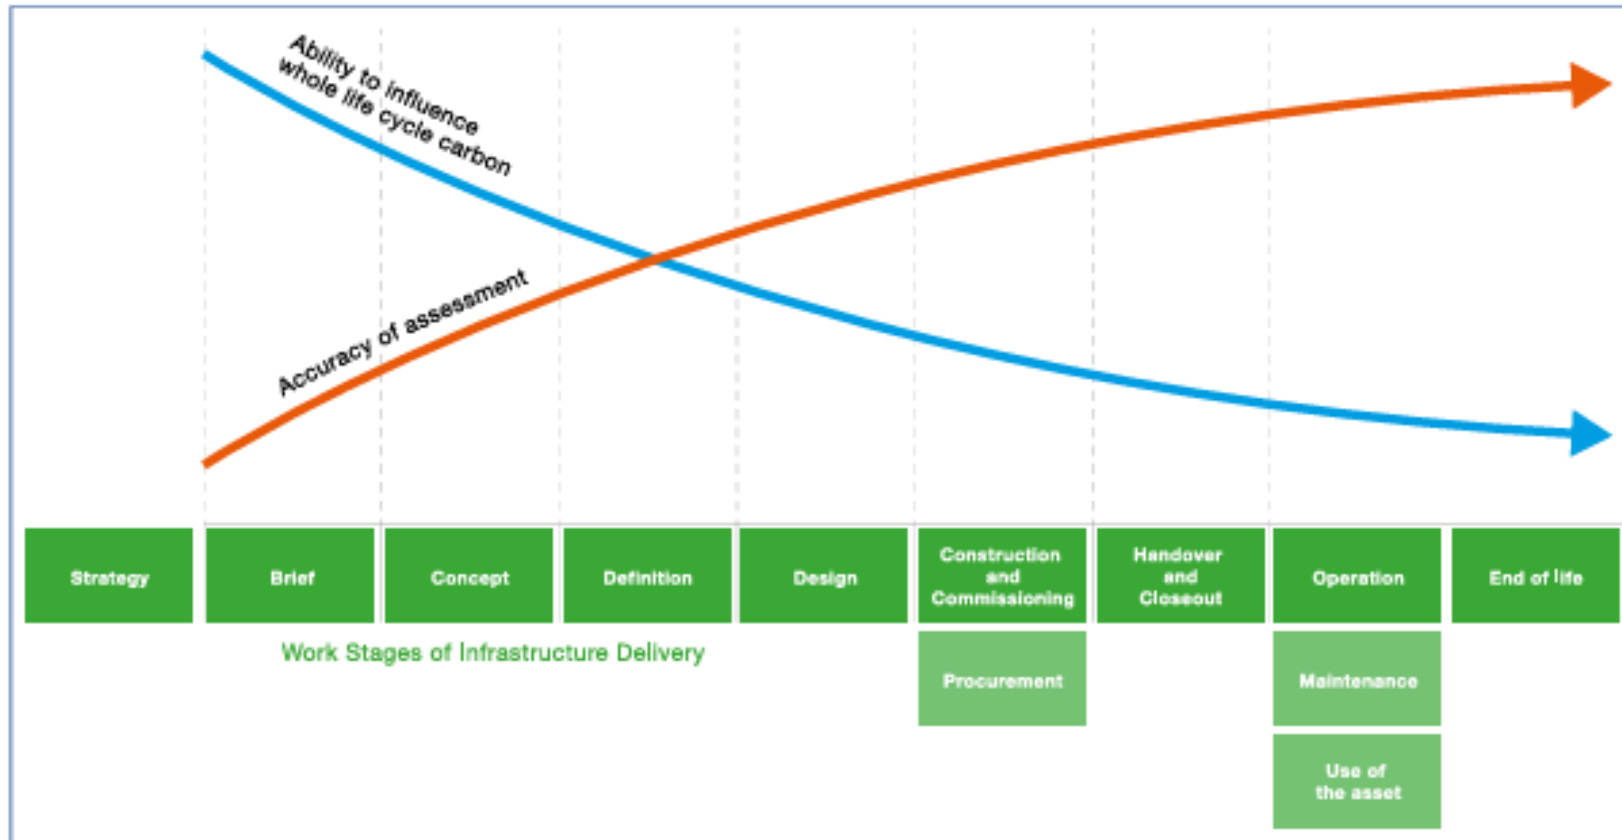 Ability to influence
whole life cycle carbon
Accuracy of assessment
Strategy
Brief
Concept
Definition
Design
Construction
and
Commissioning
Handover
and
Closeout
Operation
End of life
Work Stages of Infrastructure Delivery
Procurement
Maintenance
Use of
the asset